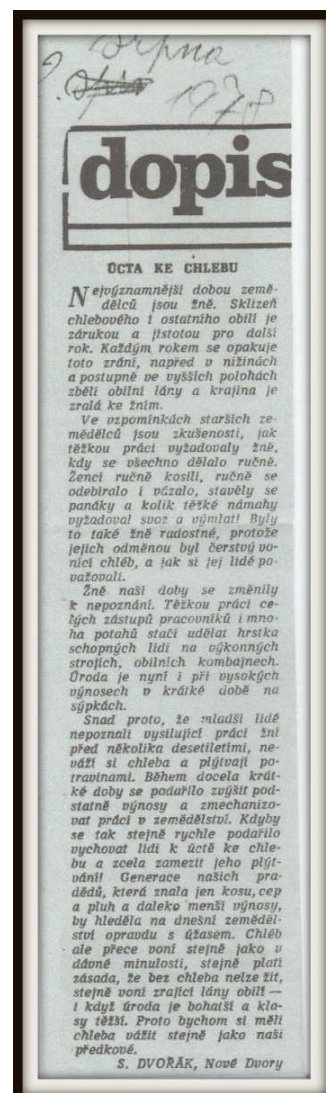 srpna
1978
dopis
ÚCTA KE CHLEBU
Nejvýznamnější dobou země-
dělců jsou žně. Sklizeň
chlebového i ostatního obilí je
zárukou a jistotou pro další
rok. Každým rokem se opakuje
toto zrání, napřed v nížinách
a postupně ve vyšších polohách
zběli obilní lány a krajina je
zralá ke žním.
Ve vzpomínkách starších ze-
mědělců jsou zkušenosti, jak
těžkou práci vyžadovaly žně,
kdy se všechno dělalo ručně.
Ženci ručně kosili, ručně se
odebíralo i vázalo, stavěly se
panáky a kolik těžké námahy
vyžadoval svoz a výmlat! Byly
to také žně radostné, protože
jejich odměnou byl čerstvý vo-
nící chléb, a jak si jej lidé po-
važovali.
Žně naší doby se změnily
k nepoznání. Těžkou práci ce-
lých zástupů pracovníků i mno-
ha potahů stačí udělat hrstka
schopných lidí na výkonných
strojích, obilních kombajnech.
Úroda je nyní i při vysokých
výnosech v krátké době na
sýpkách.
Snad proto, že mladší lidé
nepoznali vysilující práci žní
před několika desetiletími, ne-
váží si chleba a plýtvají po-
travinami. Během docela krát-
ké doby se podařilo zvýšit pod-
statně výnosy a zmechanizo-
vat práci v zemědělství. Kdyby
se tak stejně rychle podařilo
vychovat lidi k úctě ke chle-
bu a zcela zamezit jeho plýt-
vání! Generace našich pra-
dědů, která znala jen kosu, cep
a pluh a daleko menší výnosy,
by hleděla na dnešní zeměděl-
ství opravdu s úžasem. Chléb
ale přece voní stejně jako v
dávné minulosti, stejně platí
zásada, že bez chleba nelze žít,
stejně voní zrající lány obilí —
i když úroda je bohatší a kla-
sy těžší. Proto bychom si měli
chleba vážit stejně jako naši
předkové.
S. DVOŘÁK, Nové Dvory